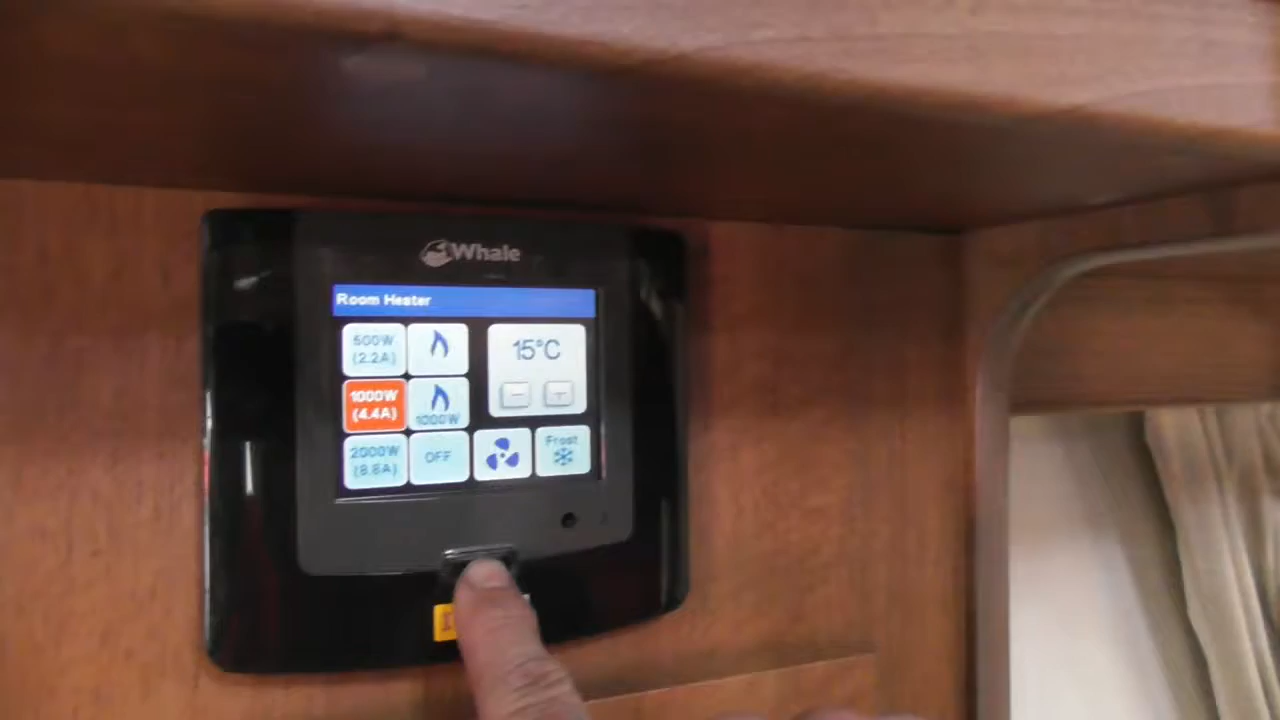 Whale
Room Heater
500W
(2.2A)
15°C
1000W
(4.4A)
1000W
2000W
(8.8A)
OFF
Frost